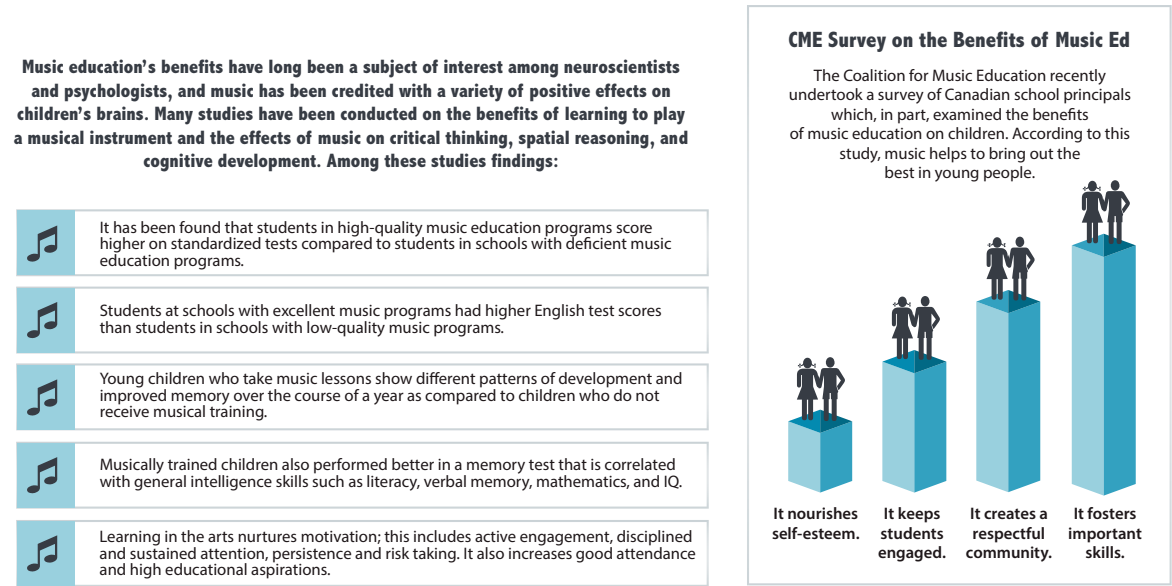 Music education's benefits have long been a subject of interest among neuroscientists
and psychologists, and music has been credited with a variety of positive effects on
children's brains. Many studies have been conducted on the benefits of learning to play
a musical instrument and the effects of music on critical thinking, spatial reasoning, and
cognitive development. Among these studies findings:
It has been found that students in high-quality music education programs score
higher on standardized tests compared to students in schools with deficient music
education programs.
Students at schools with excellent music programs had higher English test scores
than students in schools with low-quality music programs.
Young children who take music lessons show different patterns of development and
improved memory over the course of a year as compared to children who do not
receive musical training.
Musically trained children also performed better in a memory test that is correlated
with general intelligence skills such as literacy, verbal memory, mathematics, and IQ.
Learning in the arts nurtures motivation; this includes active engagement, disciplined
and sustained attention, persistence and risk taking. It also increases good attendance
and high educational aspirations.
CME Survey on the Benefits of Music Ed
The Coalition for Music Education recently
undertook a survey of Canadian school principals
which, in part, examined the benefits
of music education on children. According to this
study, music helps to bring out the
best in young people.
It nourishes
self-esteem.
It keeps
students
engaged.
It creates a
respectful
community.
It fosters
important
skills.